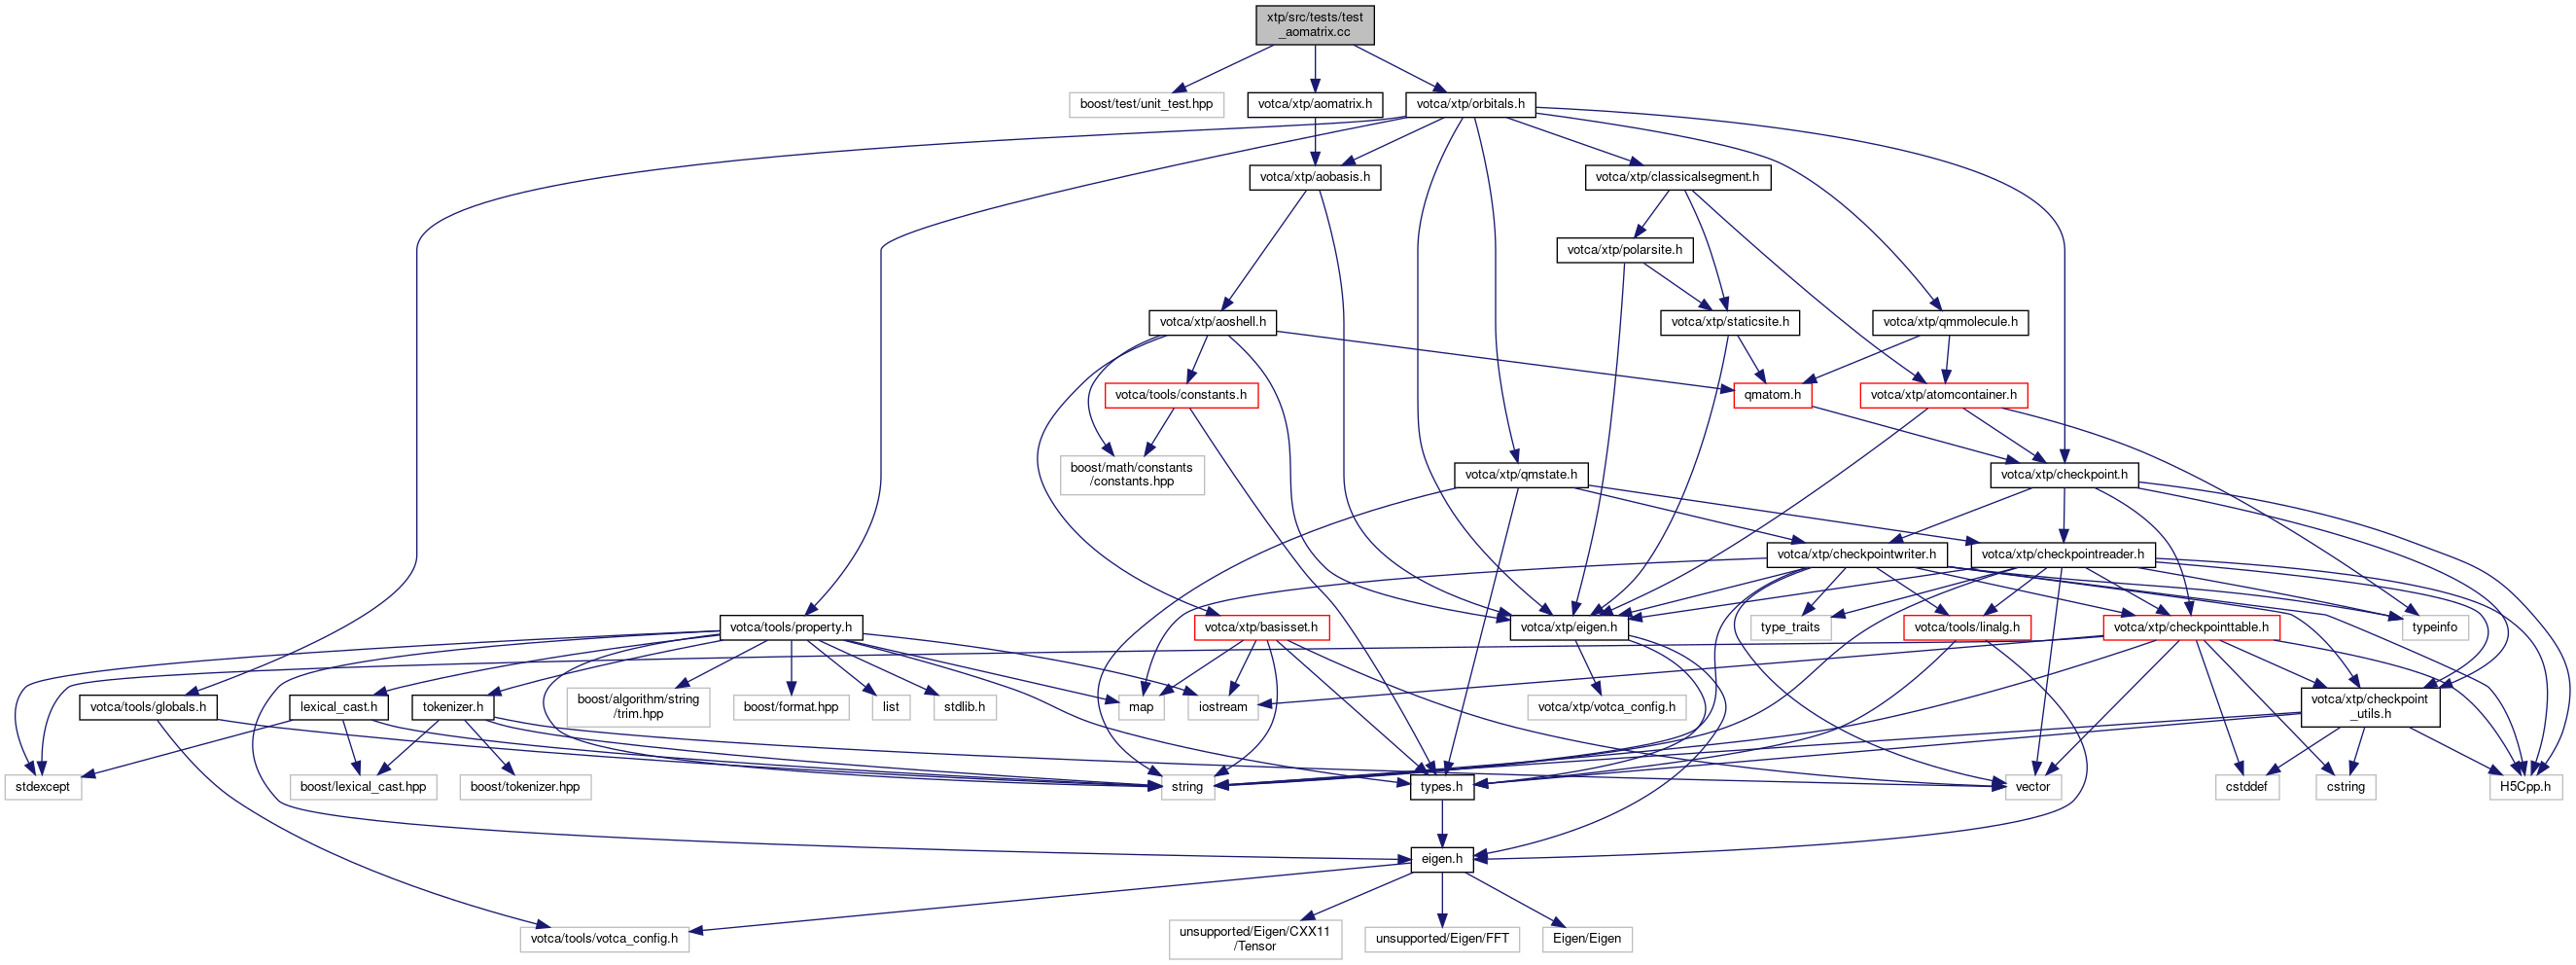 xtp/src/tests/test
_aomatrix.cc
boost/test/unit_test.hpp
votca/xtp/aomatrix.h
votca/xtp/orbitals.h
votca/xtp/aobasis.h
votca/xtp/classicalsegment.h
votca/xtp/polarsite.h
votca/xtp/aoshell.h
votca/xtp/staticsite.h
votca/xtp/qmmolecule.h
votca/tools/constants.h
qmatom.h
votca/xtp/atomcontainer.h
boost/math/constants
/constants.hpp
votca/xtp/qmstate.h
votca/xtp/checkpoint.h
votca/xtp/checkpointwriter.h
votca/xtp/checkpointreader.h
votca/tools/property.h
votca/xtp/basisset.h
votca/xtp/eigen.h
type_traits
votca/tools/linalg.h
votca/xtp/checkpointtable.h
typeinfo
votca/tools/globals.h
lexical_cast.h
tokenizer.h
boost/algorithm/string
/trim.hpp
boost/format.hpp
list
stdlib.h
map
iostream
votca/xtp/votca_config.h
votca/xtp/checkpoint
_utils.h
stdexcept
boost/lexical_cast.hpp
boost/tokenizer.hpp
string
types.h
vector
cstddef
cstring
H5Cpp.h
eigen.h
votca/tools/votca_config.h
unsupported/Eigen/CXX11
/Tensor
unsupported/Eigen/FFT
Eigen/Eigen